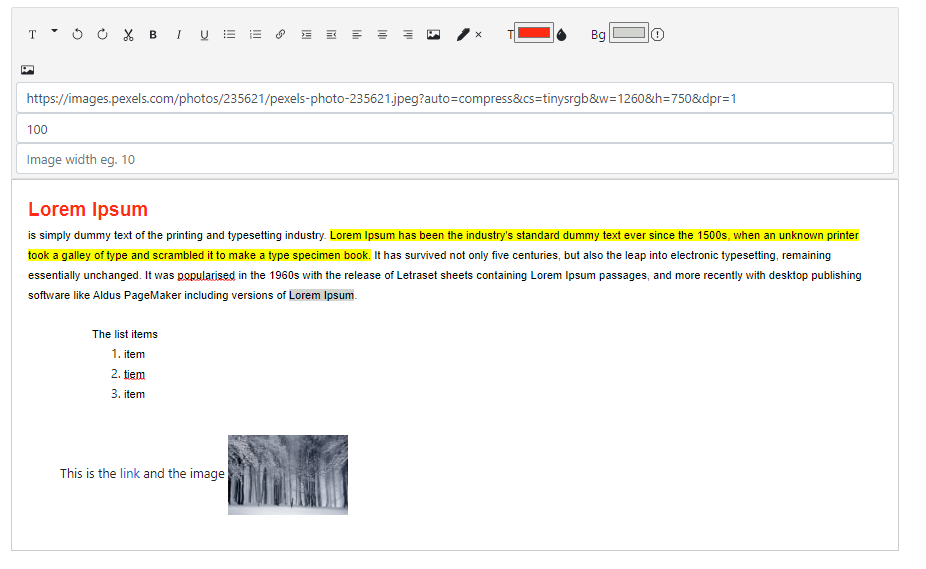 T B I U T Bg
https://images.pexels.com/photos/235621/pexels-photo-235621.jpeg?auto=compress&cs=tinysrgb&w=1260&h=750&dpr=1
100
Image width eg. 10
Lorem Ipsum
is simply dummy text of the printing and typesetting industry. Lorem Ipsum has been the industry's standard dummy text ever since the 1500s, when an unknown printer
took a galley of type and scrambled it to make a type specimen book. It has survived not only five centuries, but also the leap into electronic typesetting, remaining
essentially unchanged. It was popularised in the 1960s with the release of Letraset sheets containing Lorem Ipsum passages, and more recently with desktop publishing
software like Aldus PageMaker including versions of Lorem Ipsum.
The list items
1. item
2. tiem
3. item
This is the link and the image